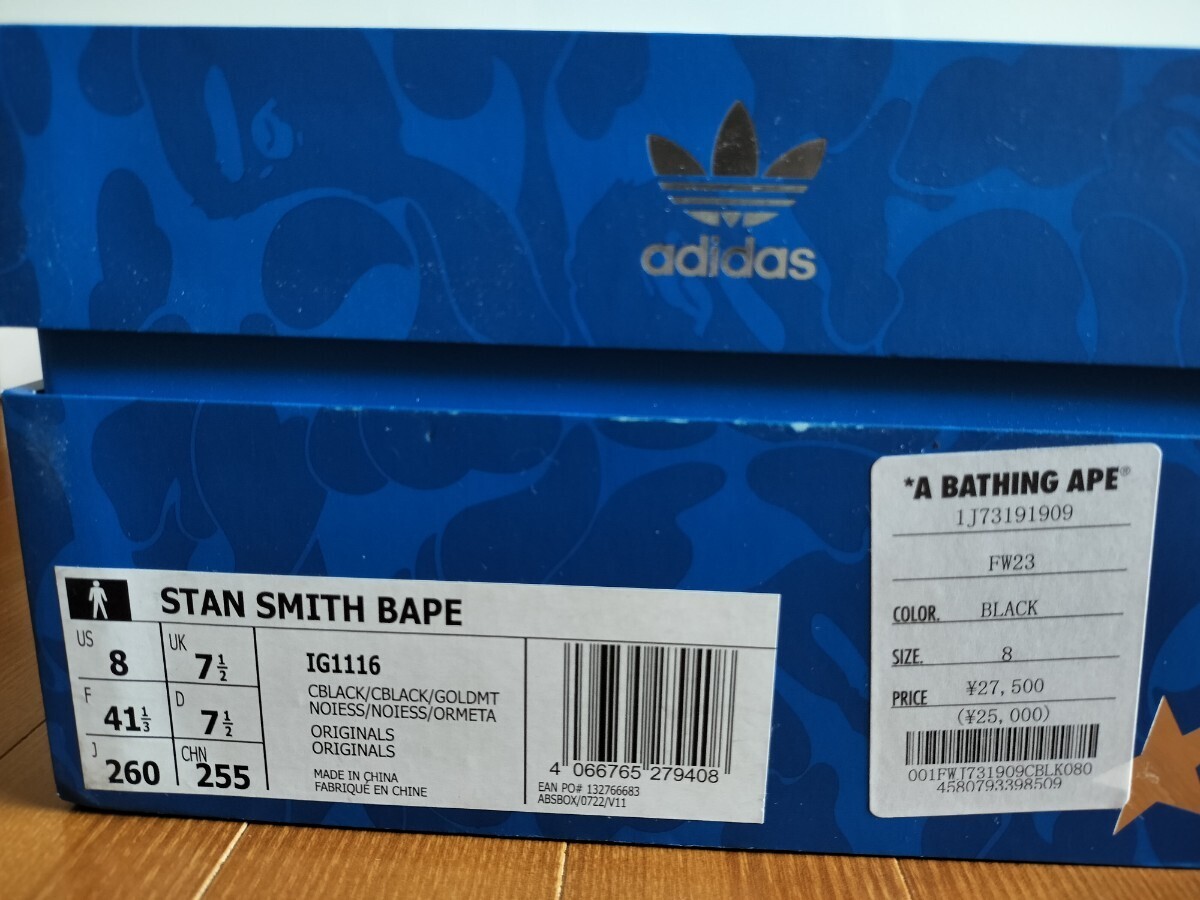 adidas
*A BATHING APE®
1J73191909
FW23
COLOR. BLACK
SIZE. 8
PRICE ¥27,500
(¥25,000)
001FWJ731909CBLK080
4580793398509
STAN SMITH BAPE
US 8 UK 7½
F 41⅓ D 7½
J 260 CHN 255
IG1116
CBLACK/CBLACK/GOLDMT
NOIESS/NOIESS/ORMETA
ORIGINALS
ORIGINALS
MADE IN CHINA
FABRIQUÉ EN CHINE
4 066765 279408
EAN PO# 132766683
ABSBOX/0722/V11